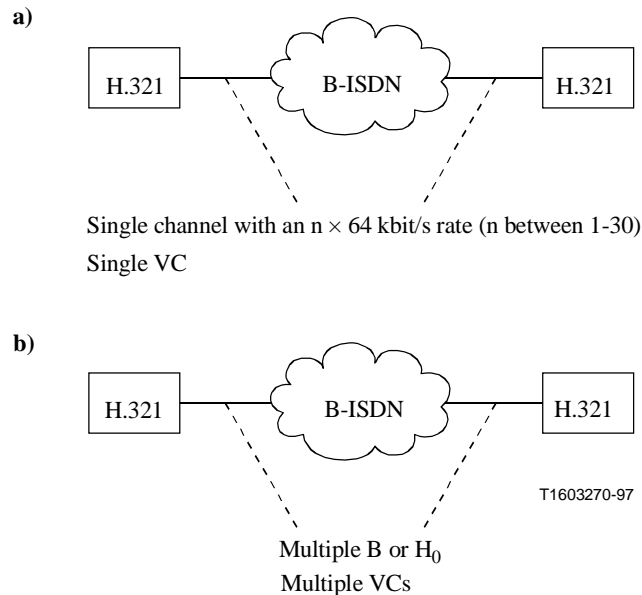 a)
H.321
B-ISDN
H.321
Single channel with an n × 64 kbit/s rate (n between 1-30)
Single VC
b)
H.321
B-ISDN
H.321
T1603270-97
Multiple B or H0
Multiple VCs